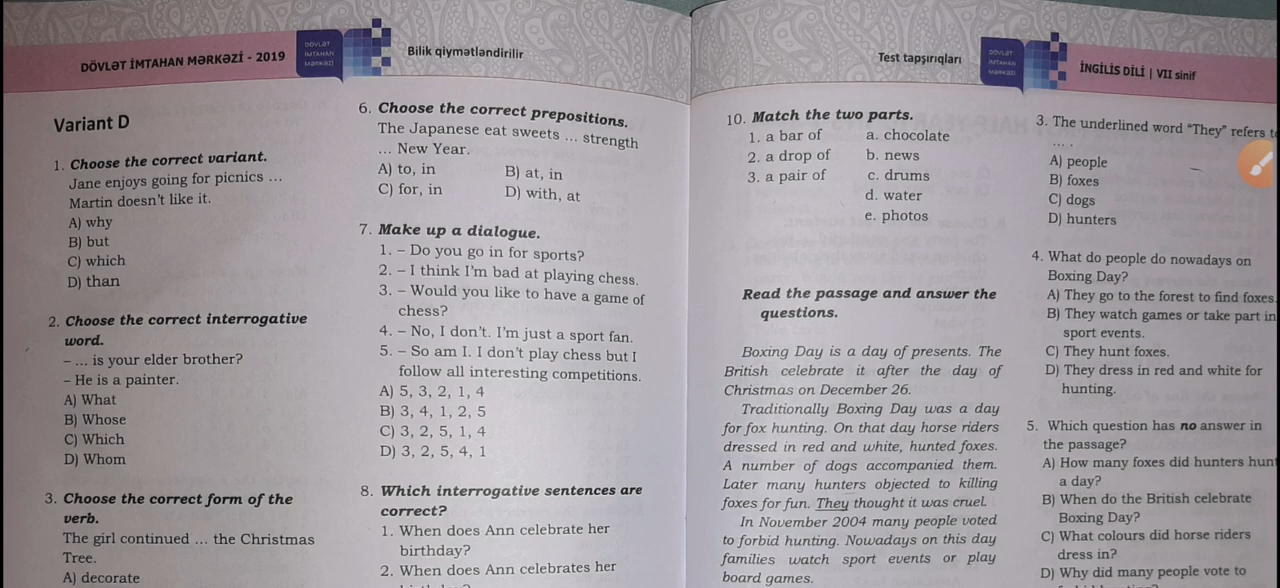 DÖVLƏT İMTAHAN MƏRKƏZİ - 2019
DÖVLƏT
İMTAHAN
MƏRKƏZİ
Bilik qiymətləndirilir
Variant D
1. Choose the correct variant.
Jane enjoys going for picnics ...
Martin doesn't like it.
A) why
B) but
C) which
D) than
2. Choose the correct interrogative
word.
– ... is your elder brother?
– He is a painter.
A) What
B) Whose
C) Which
D) Whom
3. Choose the correct form of the
verb.
The girl continued ... the Christmas
Tree.
A) decorate
6. Choose the correct prepositions.
The Japanese eat sweets ... strength
... New Year.
A) to, in B) at, in
C) for, in D) with, at
7. Make up a dialogue.
1. – Do you go in for sports?
2. – I think I'm bad at playing chess.
3. – Would you like to have a game of
chess?
4. – No, I don't. I'm just a sport fan.
5. – So am I. I don't play chess but I
follow all interesting competitions.
A) 5, 3, 2, 1, 4
B) 3, 4, 1, 2, 5
C) 3, 2, 5, 1, 4
D) 3, 2, 5, 4, 1
8. Which interrogative sentences are
correct?
1. When does Ann celebrate her
birthday?
2. When does Ann celebrates her
Test tapşırıqları
DÖVLƏT
İMTAHAN
MƏRKƏZİ
İNGİLİS DİLİ | VII sinif
10. Match the two parts.
1. a bar of a. chocolate
2. a drop of b. news
3. a pair of c. drums
d. water
e. photos
Read the passage and answer the
questions.
Boxing Day is a day of presents. The
British celebrate it after the day of
Christmas on December 26.
Traditionally Boxing Day was a day
for fox hunting. On that day horse riders
dressed in red and white, hunted foxes.
A number of dogs accompanied them.
Later many hunters objected to killing
foxes for fun. They thought it was cruel.
In November 2004 many people voted
to forbid hunting. Nowadays on this day
families watch sport events or play
board games.
3. The underlined word "They" refers to
... .
A) people
B) foxes
C) dogs
D) hunters
4. What do people do nowadays on
Boxing Day?
A) They go to the forest to find foxes.
B) They watch games or take part in
sport events.
C) They hunt foxes.
D) They dress in red and white for
hunting.
5. Which question has no answer in
the passage?
A) How many foxes did hunters hunt
a day?
B) When do the British celebrate
Boxing Day?
C) What colours did horse riders
dress in?
D) Why did many people vote to